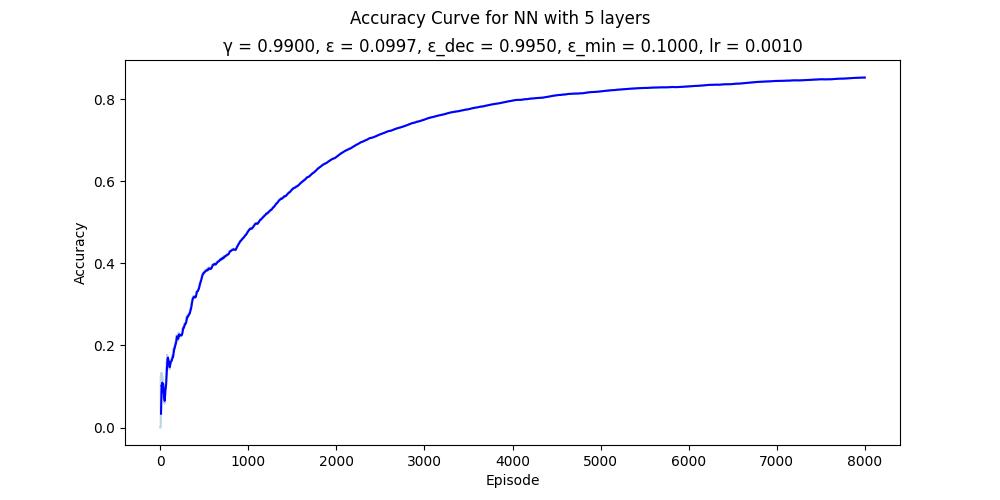 Accuracy Curve for NN with 5 layers
γ = 0.9900, ε = 0.0997, ε_dec = 0.9950, ε_min = 0.1000, lr = 0.0010
0.8
0.6
0.4
0.2
0.0
Accuracy
0 1000 2000 3000 4000 5000 6000 7000 8000
Episode